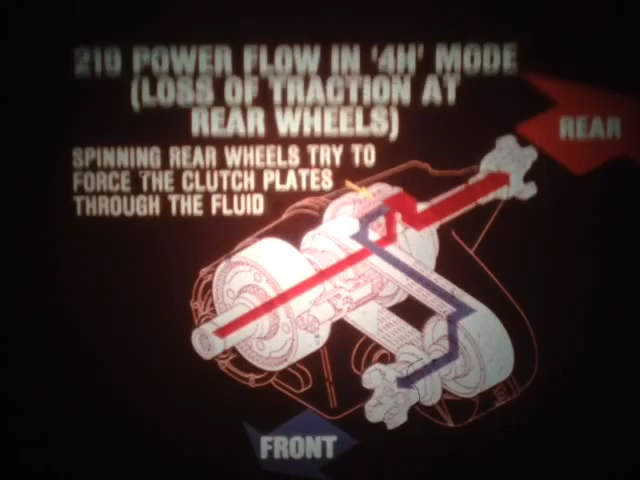 219 POWER FLOW IN '4H' MODE
(LOSS OF TRACTION AT
REAR WHEELS)
SPINNING REAR WHEELS TRY TO
FORCE THE CLUTCH PLATES
THROUGH THE FLUID
REAR
FRONT